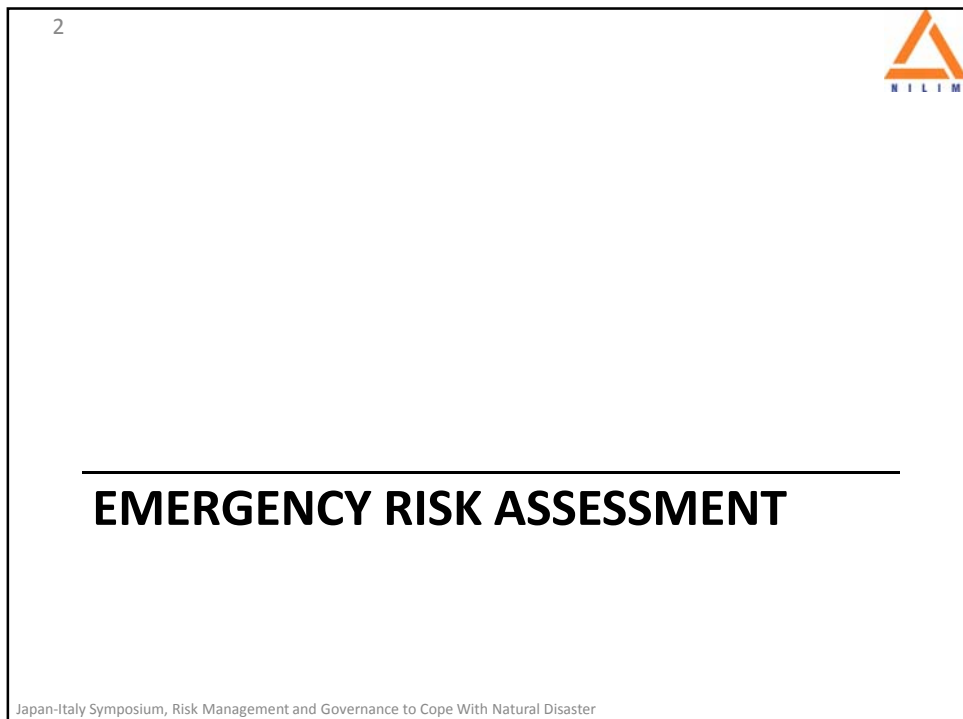 2
NILIM
EMERGENCY RISK ASSESSMENT
Japan-Italy Symposium, Risk Management and Governance to Cope With Natural Disaster